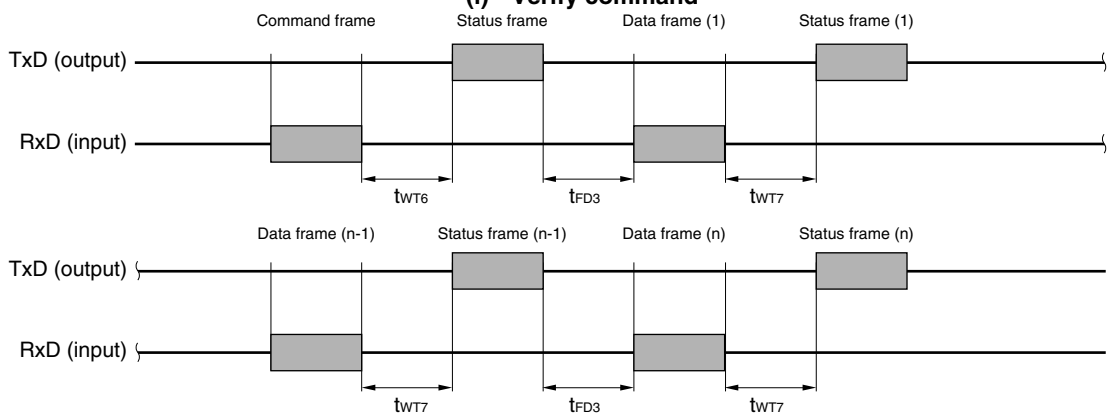 (i) Verify command
Command frame Status frame Data frame (1) Status frame (1)
TxD (output)
RxD (input)
tWT6 tFD3 tWT7
Data frame (n-1) Status frame (n-1) Data frame (n) Status frame (n)
TxD (output)
RxD (input)
tWT7 tFD3 tWT7